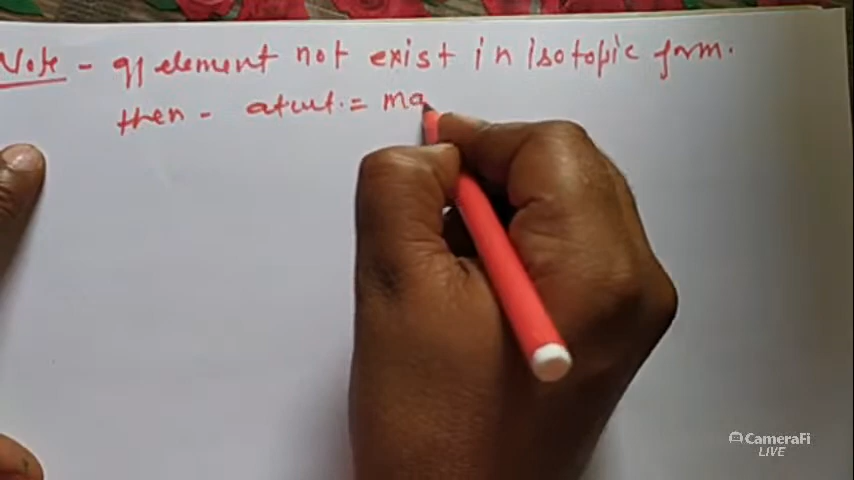 Note - If element not exist in isotopic form.
then - at wt. = ma
CameraFi
LIVE